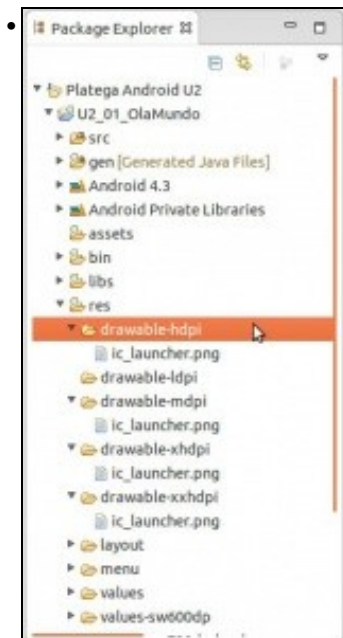 Package Explorer
Platega Android U2
U2_01_OlaMundo
src
gen [Generated Java Files]
Android 4.3
Android Private Libraries
assets
bin
libs
res
drawable-hdpi
ic_launcher.png
drawable-ldpi
drawable-mdpi
ic_launcher.png
drawable-xhdpi
ic_launcher.png
drawable-xxhdpi
ic_launcher.png
layout
menu
values
values-sw600dp